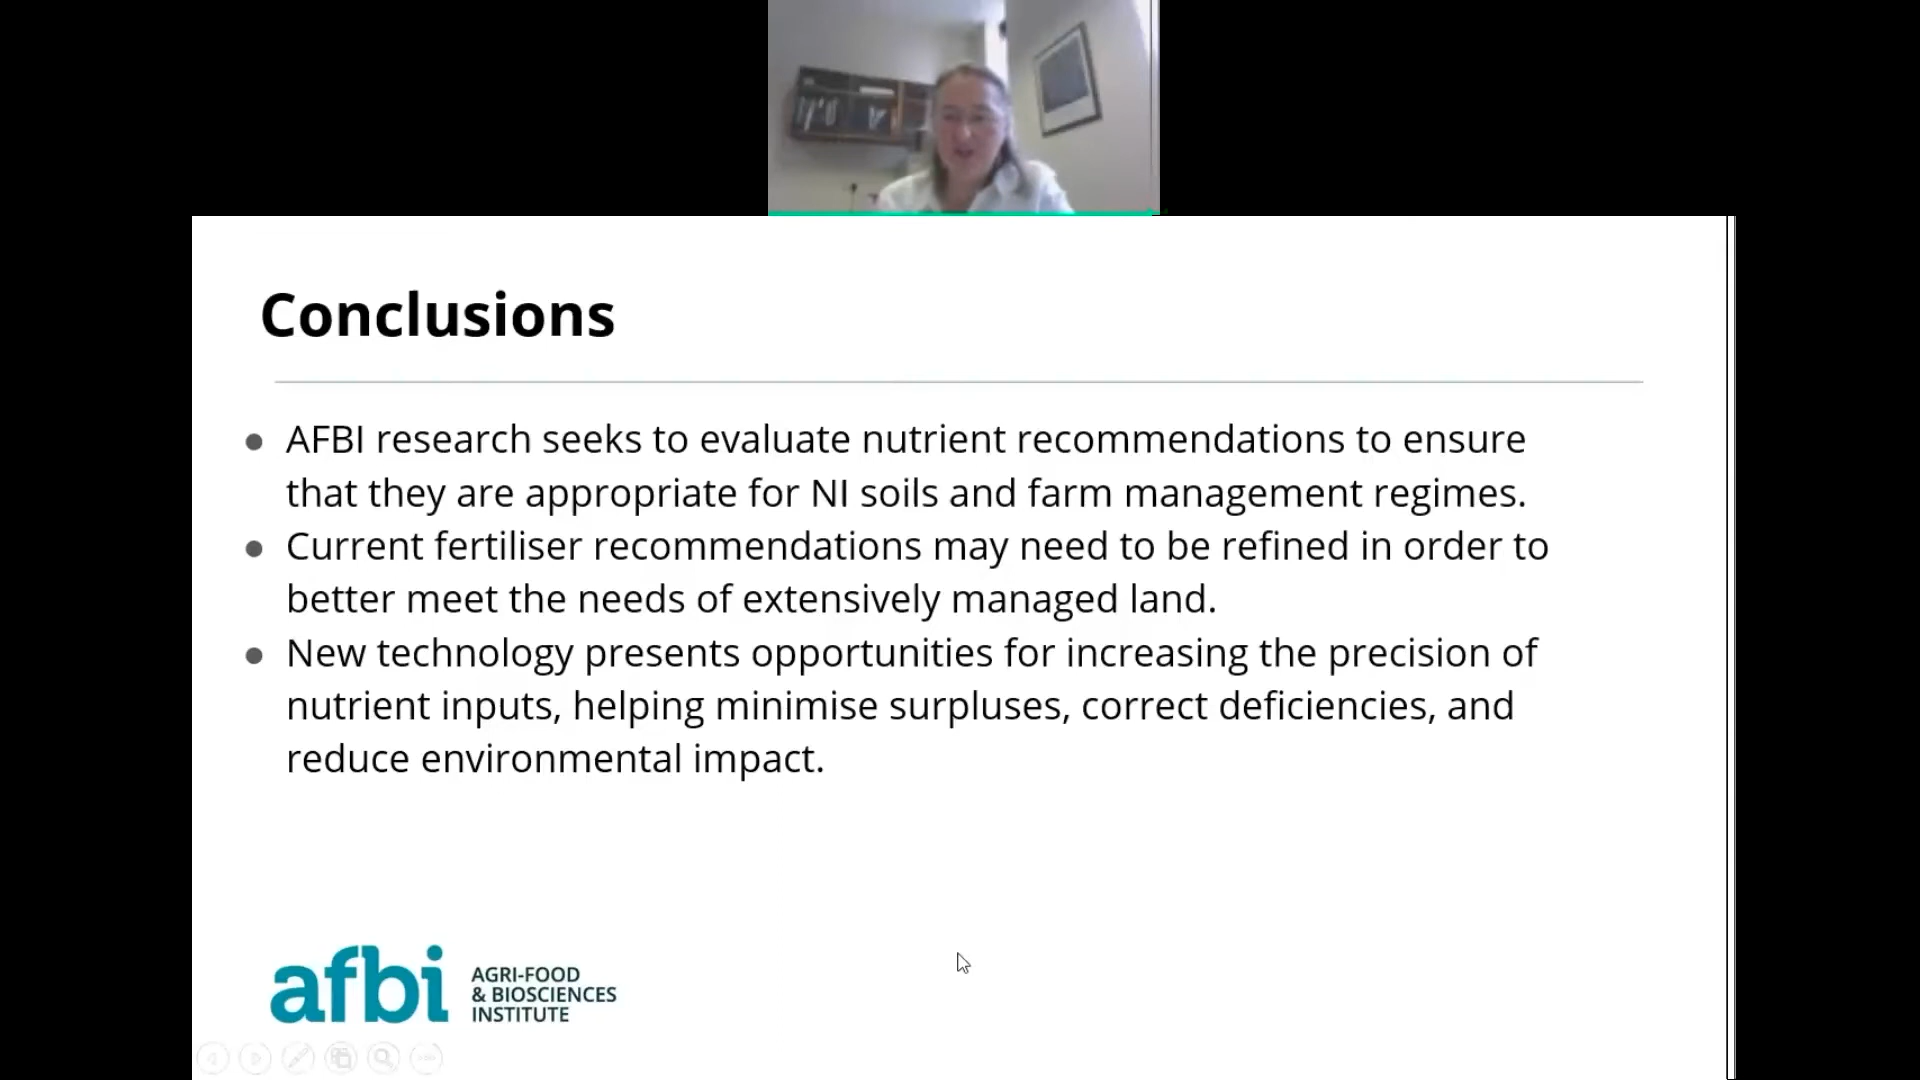 Conclusions
● AFBI research seeks to evaluate nutrient recommendations to ensure
that they are appropriate for NI soils and farm management regimes.
● Current fertiliser recommendations may need to be refined in order to
better meet the needs of extensively managed land.
● New technology presents opportunities for increasing the precision of
nutrient inputs, helping minimise surpluses, correct deficiencies, and
reduce environmental impact.
afbi
AGRI-FOOD
& BIOSCIENCES
INSTITUTE